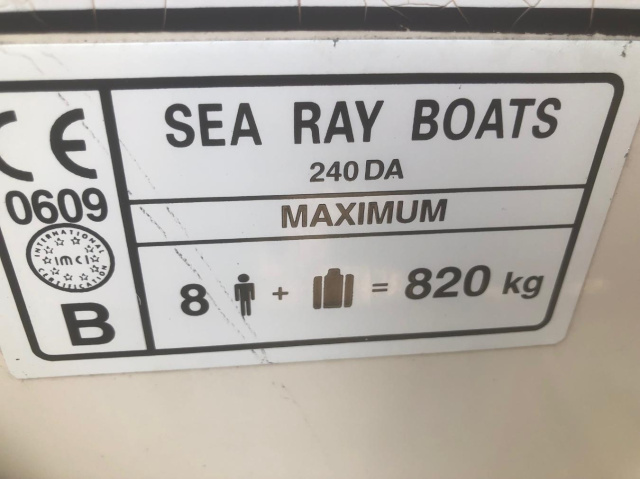 CE
0609
INTERNATIONAL
IMCI
CERTIFICATION
B
SEA RAY BOATS
240 DA
MAXIMUM
8 + = 820 kg